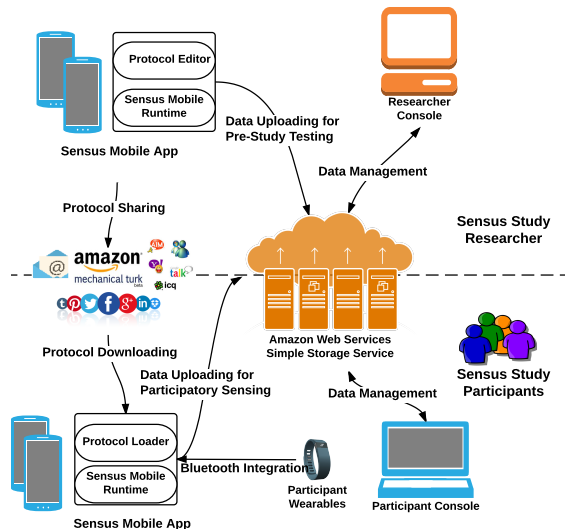 Protocol Editor
Sensus Mobile
Runtime
Sensus Mobile App
Data Uploading for
Pre-Study Testing
Researcher
Console
Data Management
Protocol Sharing
Sensus Study
Researcher
@
amazon
mechanical turk
beta
AIM
Y!
talk
icq
t
f
g+
in
Amazon Web Services
Simple Storage Service
Protocol Downloading
Data Uploading for
Participatory Sensing
Data Management
Sensus Study
Participants
Protocol Loader
Sensus Mobile
Runtime
Sensus Mobile App
Bluetooth Integration
Participant
Wearables
Participant Console